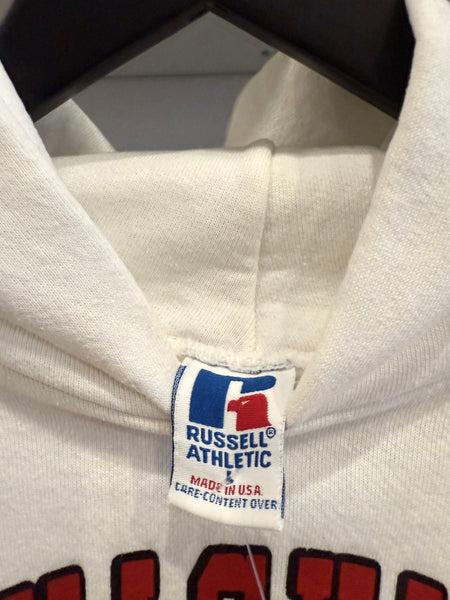 RUSSELL®
ATHLETIC
L
MADE IN U.S.A.
CARE-CONTENT OVER